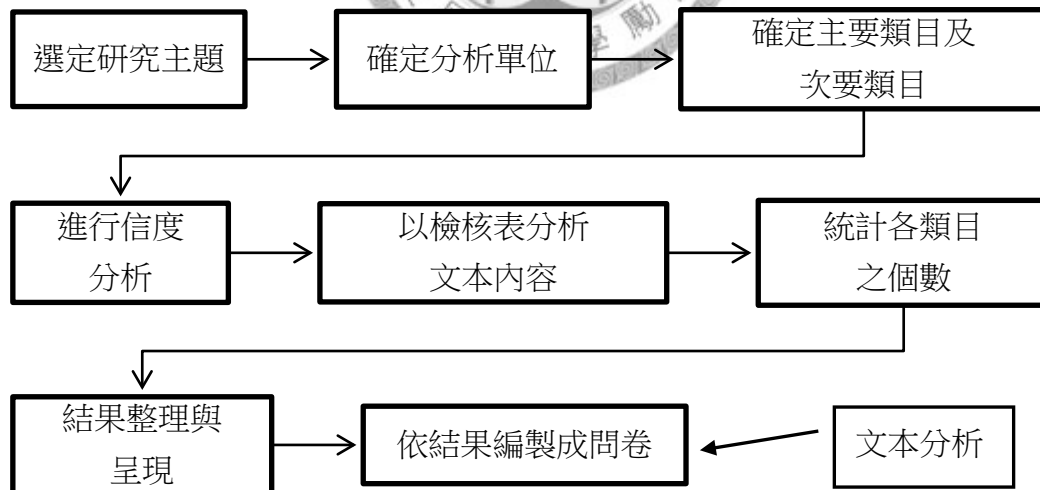 選定研究主題
確定分析單位
確定主要類目及
次要類目
進行信度
分析
以檢核表分析
文本內容
統計各類目
之個數
結果整理與
呈現
依結果編製成問卷
文本分析